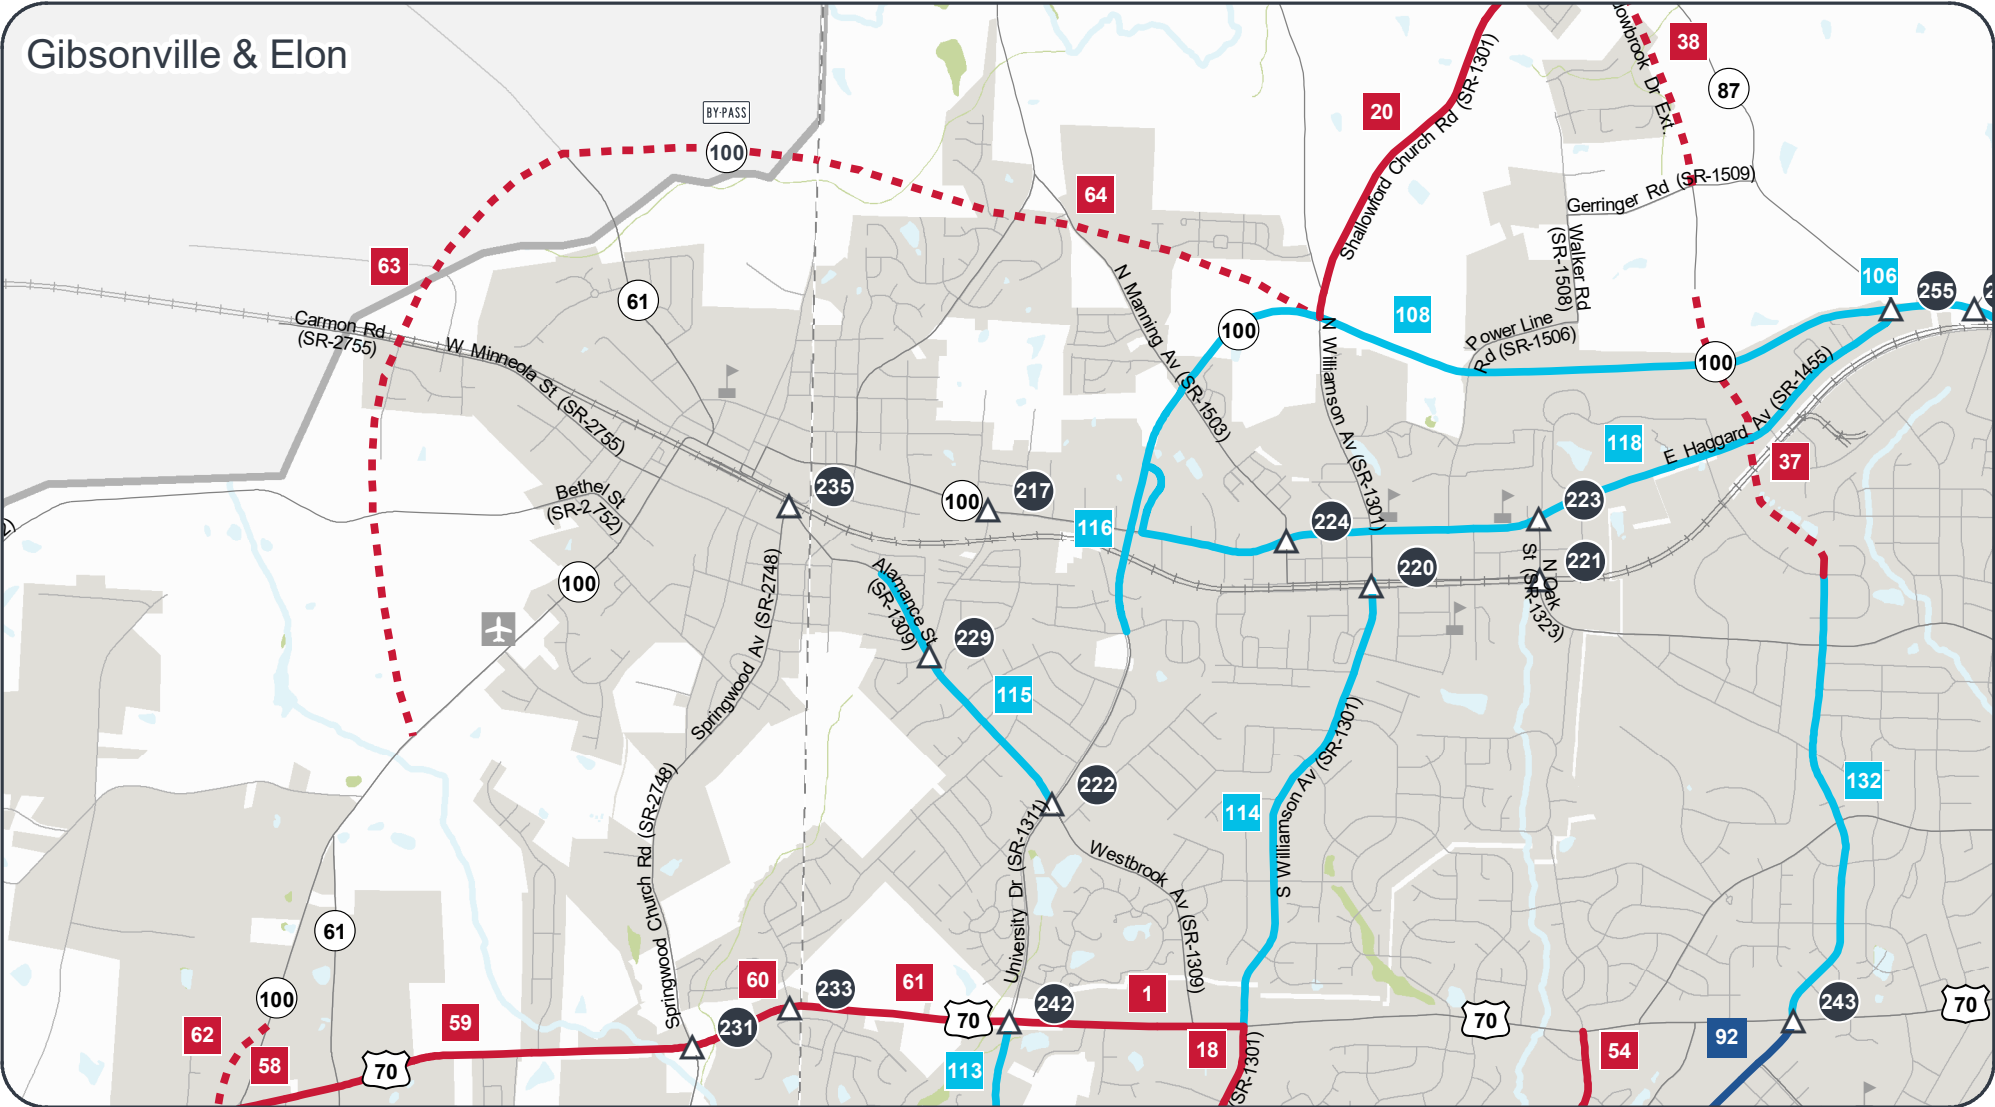 Gibsonville & Elon
BY-PASS
100
38
87
20
Shallowford Church Rd (SR-1301)
dowbrook Dr Ext.
64
Gerringer Rd (SR-1509)
Walker Rd
(SR-1508)
63
61
106
255
100
108
Power Line
Rd (SR-1506)
100
Carmon Rd
(SR-2755)
W Minneola St (SR-2755)
N Manning Av (SR-1503)
N Williamson Av (SR-1301)
118
E Haggard Av (SR-1455)
37
235
100
217
116
224
223
Bethel St
(SR-2752)
220
221
N Oak
St (SR-1323)
100
Alamance St
(SR-1309)
229
Springwood Av (SR-2748)
115
222
114
S Williamson Av (SR-1301)
132
Springwood Church Rd (SR-2748)
University Dr (SR-1311)
Westbrook Av (SR-1309)
61
100
62
58
59
70
60
231
233
61
70
242
1
18
(SR-1301)
113
70
54
92
243
70